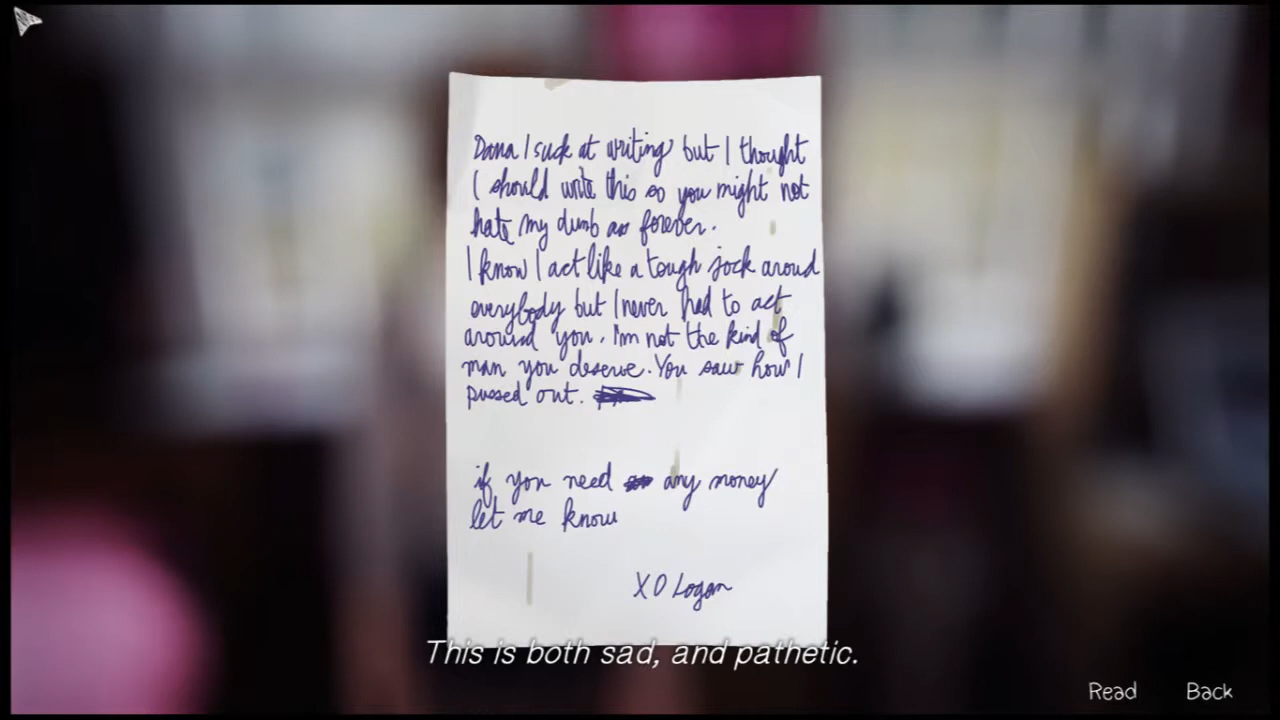 Dana I suck at writing but I thought
I should write this so you might not
hate my dumb ass forever.
I know I act like a tough jock aroud
everybody but I never had to act
around you. I'm not the kind of
man you deserve. You saw how I
pussed out.
if you need any money
let me know
XO Logan
This is both sad, and pathetic.
Read Back